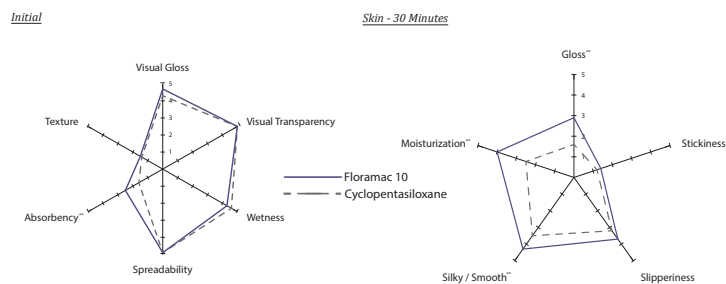 Initial
Skin - 30 Minutes
Visual Gloss
5
4
3
2
1
Texture
Visual Transparency
Absorbency**
Wetness
Spreadability
Floramac 10
Cyclopentasiloxane
Gloss**
5
4
3
2
1
Moisturization**
Stickiness
Silky / Smooth**
Slipperiness